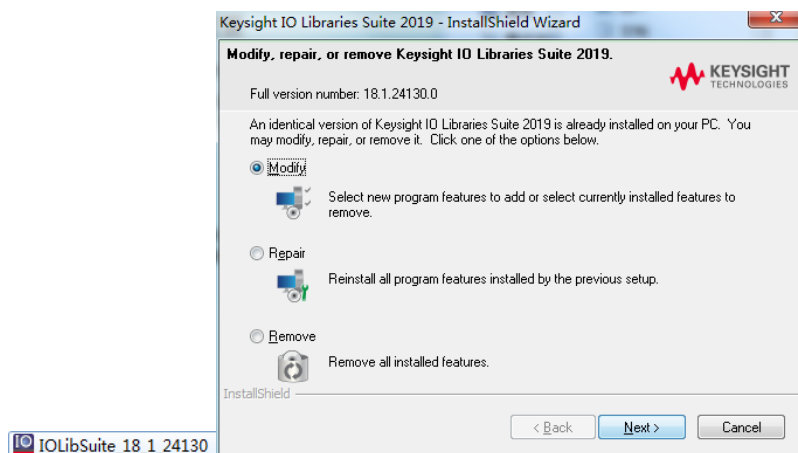 Keysight IO Libraries Suite 2019 - InstallShield Wizard
Modify, repair, or remove Keysight IO Libraries Suite 2019.
KEYSIGHT
TECHNOLOGIES
Full version number: 18.1.24130.0
An identical version of Keysight IO Libraries Suite 2019 is already installed on your PC. You
may modify, repair, or remove it. Click one of the options below.
Modify
Select new program features to add or select currently installed features to
remove.
Repair
Reinstall all program features installed by the previous setup.
Remove
Remove all installed features.
InstallShield
< Back Next > Cancel
IO IOLibSuite_18_1_24130